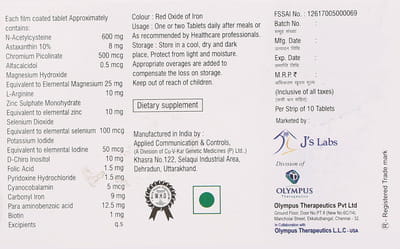 Each film coated tablet Approximately
contains:
N-Acetylcysteine 600 mg
Astaxanthin 10% 8 mg
Chromium Picolinate 500 mcg
Alfacalcidol 0.5 mcg
Magnesium Hydroxide
Equivalent to Elemental Magnesium 25 mg
L-Arginine 10 mg
Zinc Sulphate Monohydrate
Equivalent to elemental zinc 10 mg
Selenium Dioxide
Equivalent to elemental selenium 100 mcg
Potassium Iodide
Equivalent to elemental Iodine 50 mcg
D-Chiro Inositol 10 mg
Folic Acid 1.5 mg
Pyridoxine Hydrochloride 1.5 mg
Cyanocobalamin 5 mcg
Carbonyl Iron 9 mg
Para aminobenzoic acid 12.5 mg
Biotin 1 mg
Excipients q.s
Colour : Red Oxide of Iron
Usage : One or two Tablets daily after meals or
As recommended by Healthcare professionals.
Storage : Store in a cool, dry and dark
place. Protect from light and moisture.
Appropriate overages are added to
compensate the loss on storage.
Keep out of reach of children.
Dietary supplement
Manufactured in India by :
Applied Communication & Controls,
(A Division of Cu-V-Kar Genetic Medicines (P) Ltd.)
Khasra No.122, Selaqui Industrial Area,
Dehradun, Uttarakhand.
FSSAI No. : 12617005000069
Batch No. :
Mfg. Date :
उत्पादन तिथि
Exp. Date :
M.R.P.₹ :
(Inclusive of all taxes)
Per Strip of 10 Tablets
Marketed by :
J's Labs
Division of
OLYMPUS
THERAPEUTICS
Olympus Therapeutics Pvt Ltd
In Collaboration with
Olympus Therapeutics L.L.C - USA
® - Registered Trade mark